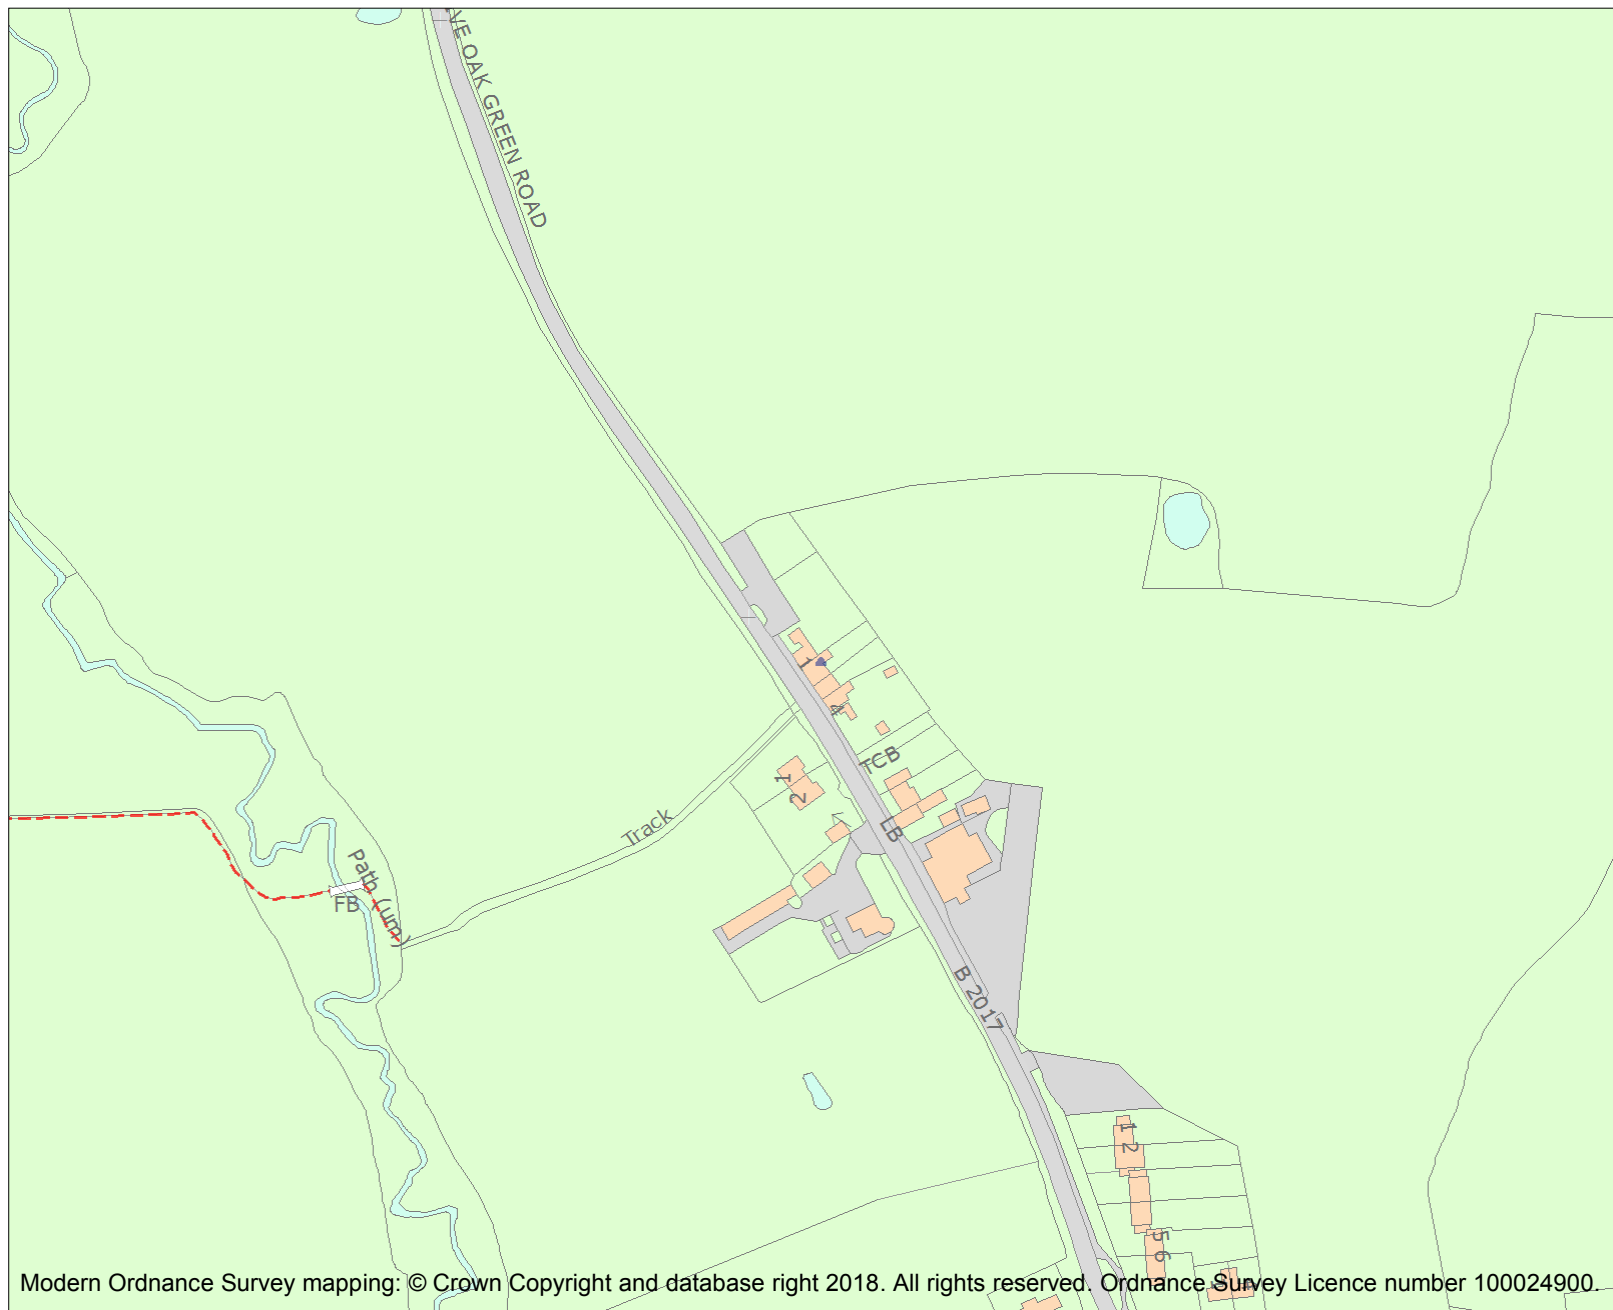 VE OAK GREEN ROAD
1
4
TCB
1
2
LB
Track
Path (um)
FB
B 2017
1
2
5
6
Modern Ordnance Survey mapping: © Crown Copyright and database right 2018. All rights reserved. Ordnance Survey Licence number 100024900.